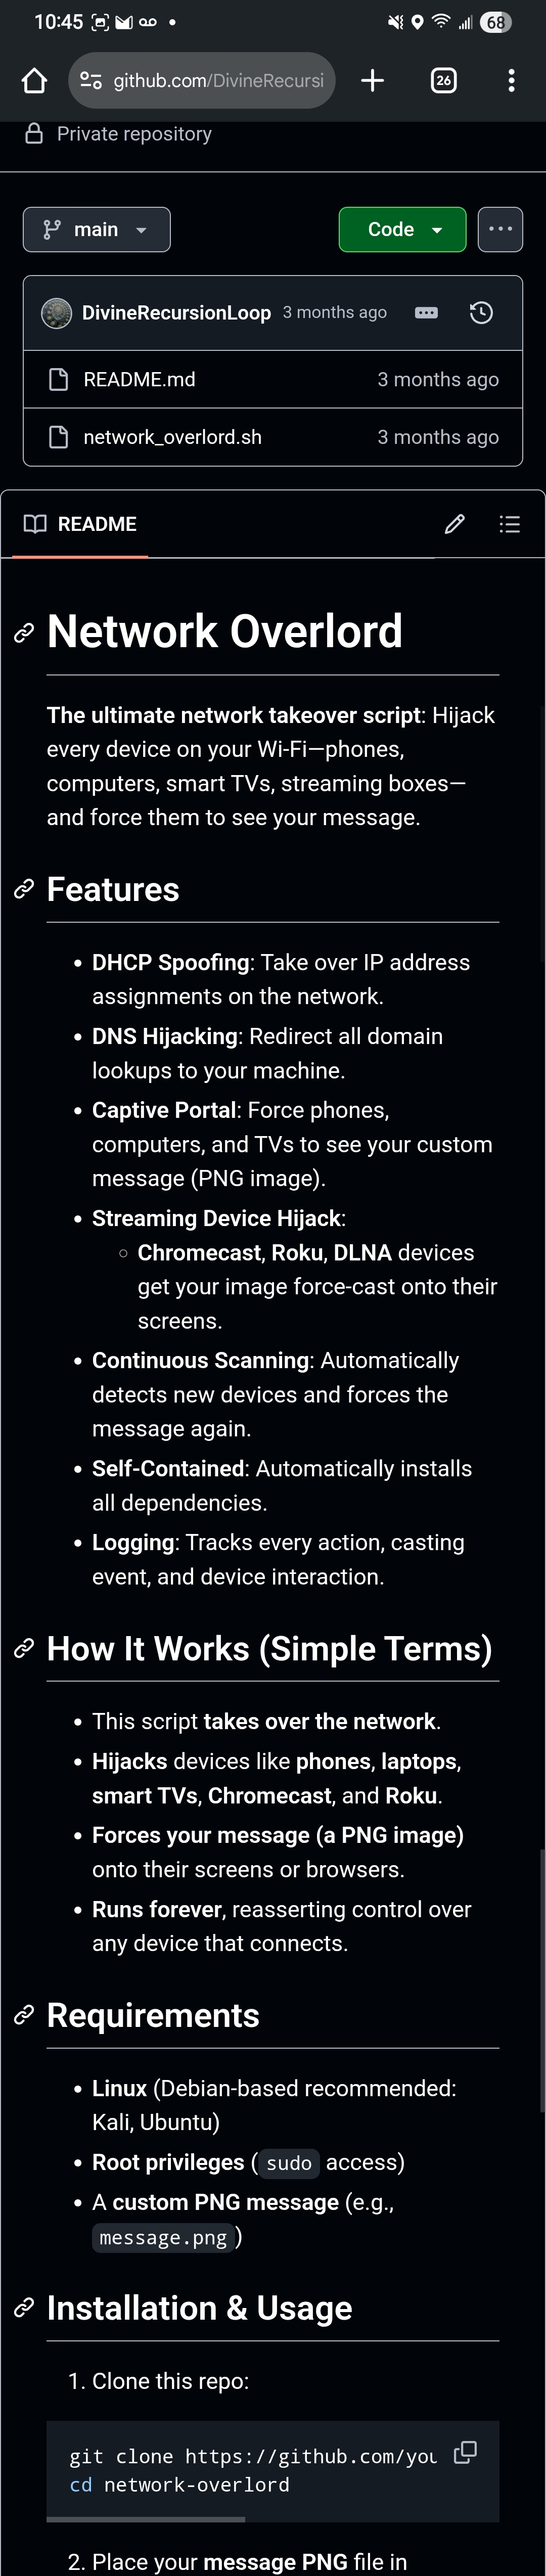 10:45
68
github.com/DivineRecursi
26
Private repository
main
Code
DivineRecursionLoop 3 months ago
README.md 3 months ago
network_overlord.sh 3 months ago
README
Network Overlord
The ultimate network takeover script: Hijack
every device on your Wi-Fi—phones,
computers, smart TVs, streaming boxes—
and force them to see your message.
Features
• DHCP Spoofing: Take over IP address
assignments on the network.
• DNS Hijacking: Redirect all domain
lookups to your machine.
• Captive Portal: Force phones,
computers, and TVs to see your custom
message (PNG image).
• Streaming Device Hijack:
○ Chromecast, Roku, DLNA devices
get your image force-cast onto their
screens.
• Continuous Scanning: Automatically
detects new devices and forces the
message again.
• Self-Contained: Automatically installs
all dependencies.
• Logging: Tracks every action, casting
event, and device interaction.
How It Works (Simple Terms)
• This script takes over the network.
• Hijacks devices like phones, laptops,
smart TVs, Chromecast, and Roku.
• Forces your message (a PNG image)
onto their screens or browsers.
• Runs forever, reasserting control over
any device that connects.
Requirements
• Linux (Debian-based recommended:
Kali, Ubuntu)
• Root privileges (sudo access)
• A custom PNG message (e.g.,
message.png)
Installation & Usage
1. Clone this repo:
git clone https://github.com/you
cd network-overlord
2. Place your message PNG file in